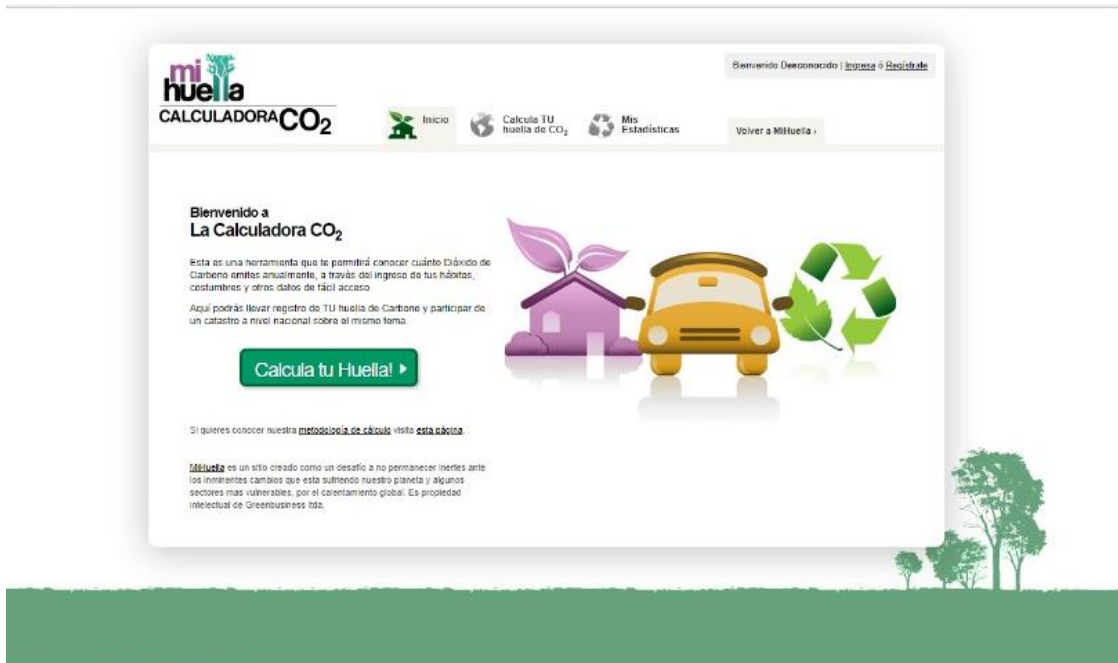 mi
huella
CALCULADORA CO2
Bienvenido Desconocido | Ingresa ó Regístrate
Inicio
Calcula TU
huella de CO2
Mis
Estadísticas
Volver a MiHuella ›
Bienvenido a
La Calculadora CO2
Esta es una herramienta que te permitirá conocer cuánto Dióxido de
Carbono emites anualmente, a través del ingreso de tus hábitos,
costumbres y otros datos de fácil acceso.
Aquí podrás llevar registro de TU huella de Carbono y participar de
un catastro a nivel nacional sobre el mismo tema.
Calcula tu Huella!
Si quieres conocer nuestra metodología de cálculo visita esta página.
MiHuella es un sitio creado como un desafío a no permanecer inertes ante
los inminentes cambios que esta sufriendo nuestro planeta y algunos
sectores mas vulnerables, por el calentamiento global. Es propiedad
intelectual de Greenbusiness ltda.